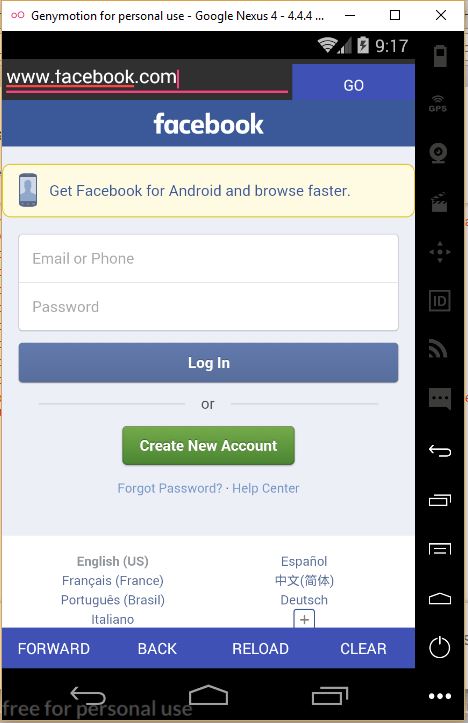 Genymotion for personal use - Google Nexus 4 - 4.4.4 ...
9:17
www.facebook.com
GO
facebook
Get Facebook for Android and browse faster.
Email or Phone
Password
Log In
or
Create New Account
Forgot Password? · Help Center
English (US)
Español
Français (France)
中文(简体)
Português (Brasil)
Deutsch
Italiano
+
FORWARD
BACK
RELOAD
CLEAR
free for personal use
GPS
ID